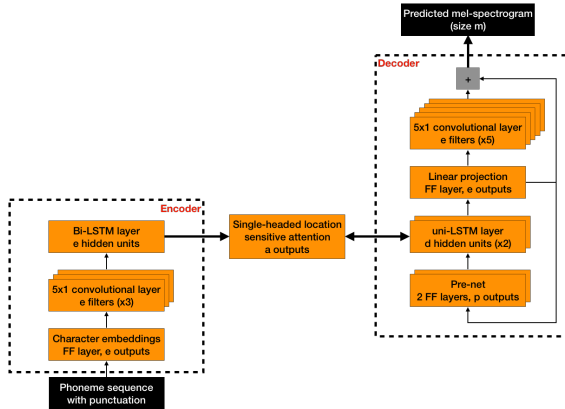 Predicted mel-spectrogram
(size m)
Decoder
+
5x1 convolutional layer
e filters (x5)
Linear projection
FF layer, e outputs
uni-LSTM layer
d hidden units (x2)
Pre-net
2 FF layers, p outputs
Single-headed location
sensitive attention
a outputs
Encoder
Bi-LSTM layer
e hidden units
5x1 convolutional layer
e filters (x3)
Character embeddings
FF layer, e outputs
Phoneme sequence
with punctuation